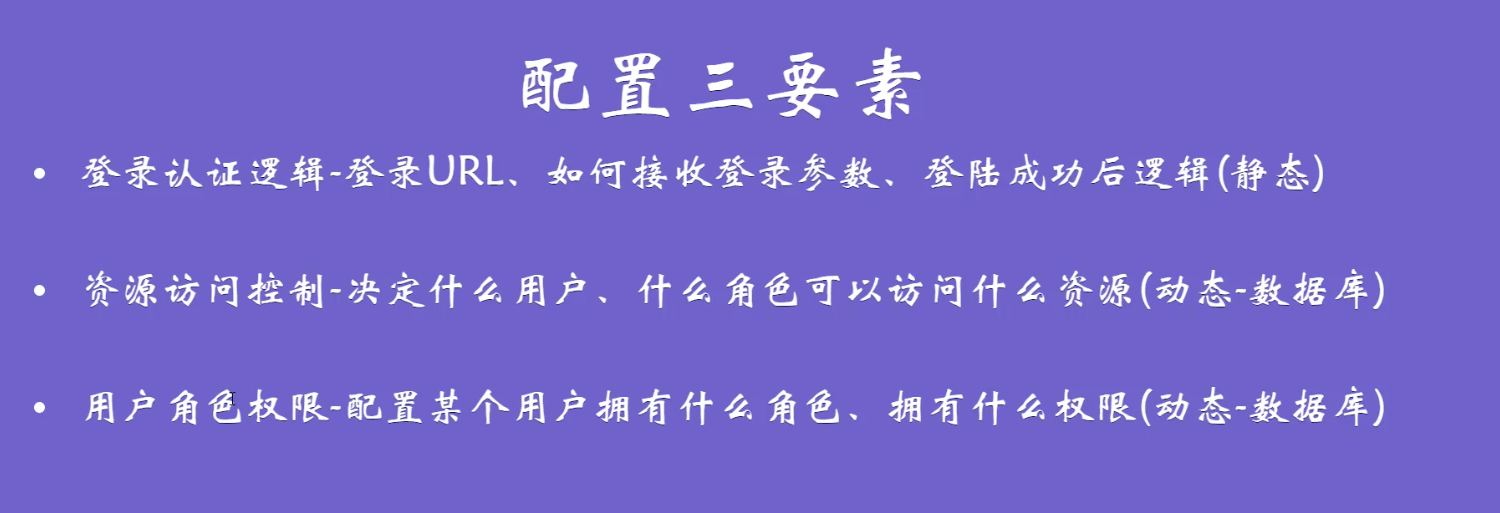 配置三要素
• 登录认证逻辑-登录URL、如何接收登录参数、登陆成功后逻辑(静态)
• 资源访问控制-决定什么用户、什么角色可以访问什么资源(动态-数据库)
• 用户角色权限-配置某个用户拥有什么角色、拥有什么权限(动态-数据库)